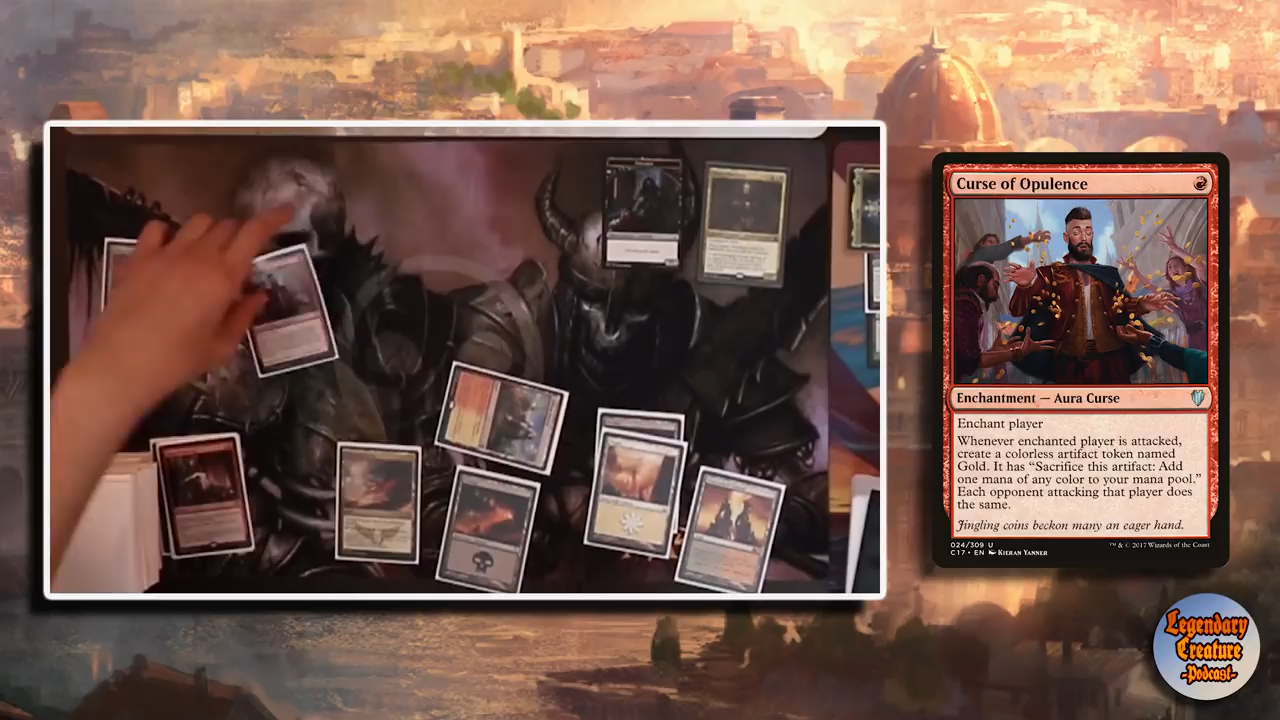 Curse of Opulence
Enchantment — Aura Curse
Enchant player
Whenever enchanted player is attacked,
create a colorless artifact token named
Gold. It has “Sacrifice this artifact: Add
one mana of any color to your mana pool.”
Each opponent attacking that player does
the same.
Jingling coins beckon many an eager hand.
024/309 U
C17 • EN KIERAN YANNER
™ & © 2017 Wizards of the Coast
Legendary
Creature
-Podcast-